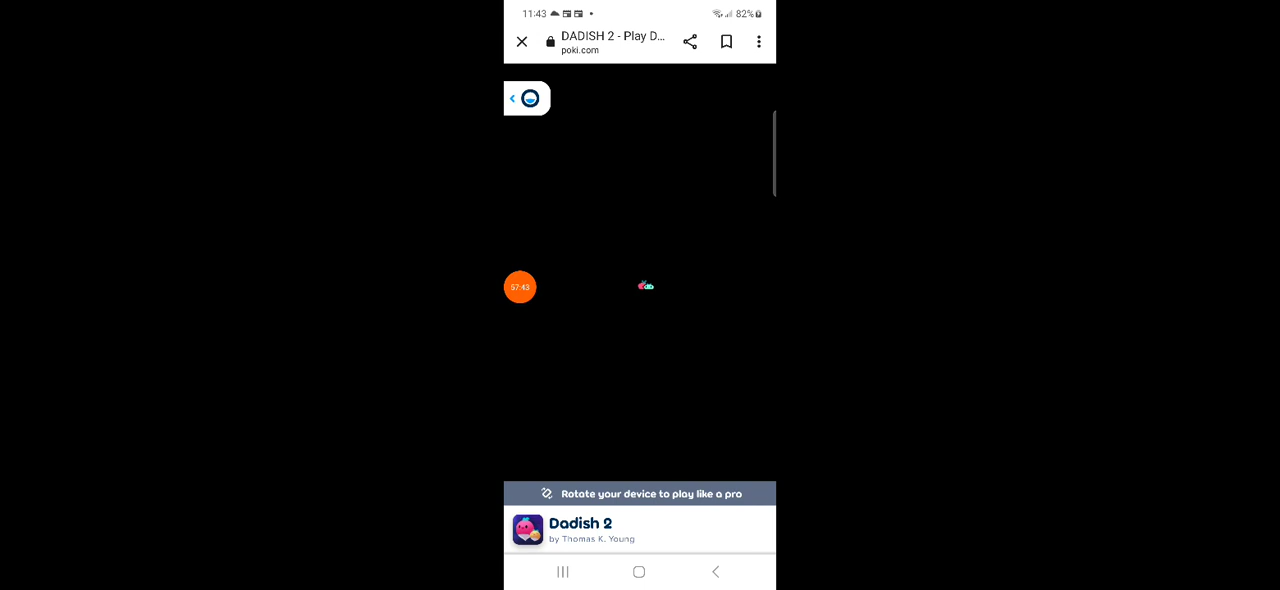 11:43 82%
DADISH 2 - Play D...
poki.com
57:43
Rotate your device to play like a pro
Dadish 2
by Thomas K. Young